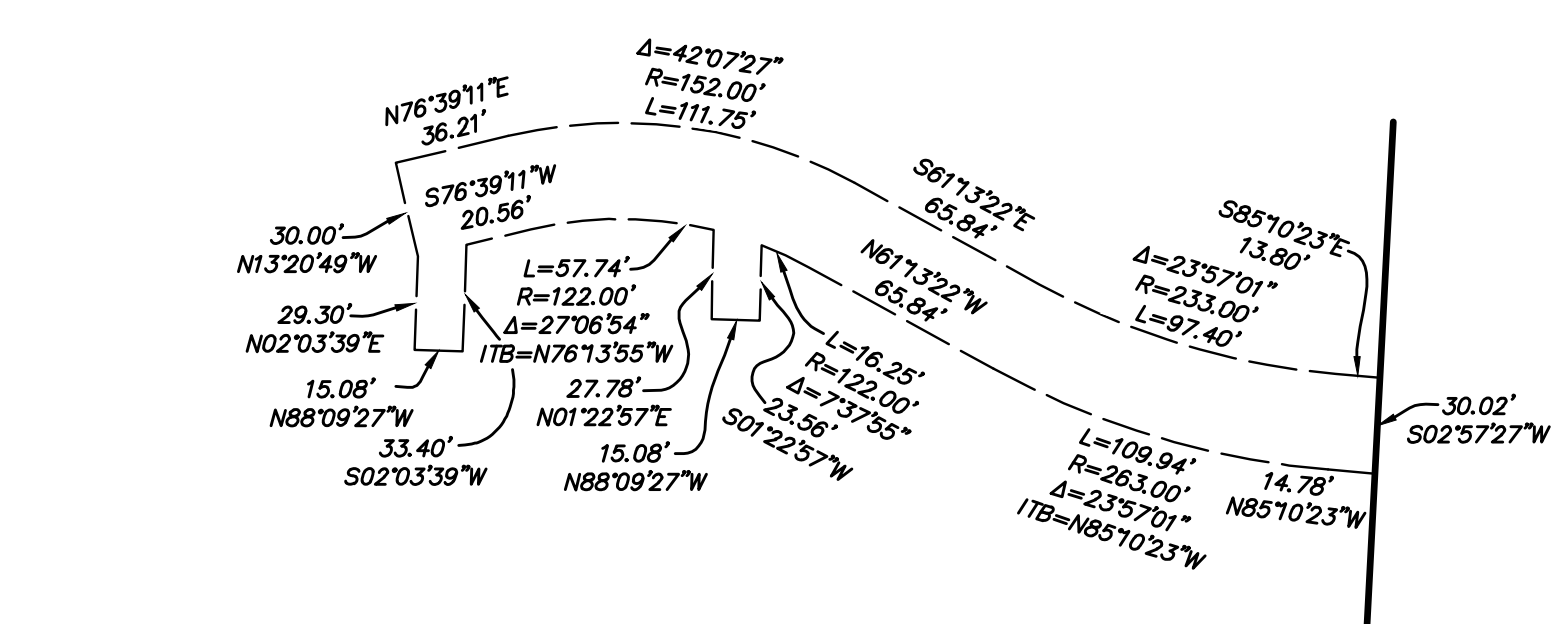 Δ=42°07'27"
R=152.00'
L=111.75'
N76°39'11"E
36.21'
S76°39'11"W
20.56'
30.00'
N13°20'49"W
29.30'
N02°03'39"E
15.08'
N88°09'27"W
33.40'
S02°03'39"W
L=57.74'
R=122.00'
Δ=27°06'54"
ITB=N76°13'55"W
27.78'
N01°22'57"E
15.08'
N88°09'27"W
L=16.25'
R=122.00'
Δ=7°37'55"
23.56'
S01°22'57"W
S61°13'22"E
65.84'
N61°13'22"W
65.84'
Δ=23°57'01"
R=233.00'
L=97.40'
S85°10'23"E
13.80'
L=109.94'
R=263.00'
Δ=23°57'01"
ITB=N85°10'23"W
14.78'
N85°10'23"W
30.02'
S02°57'27"W